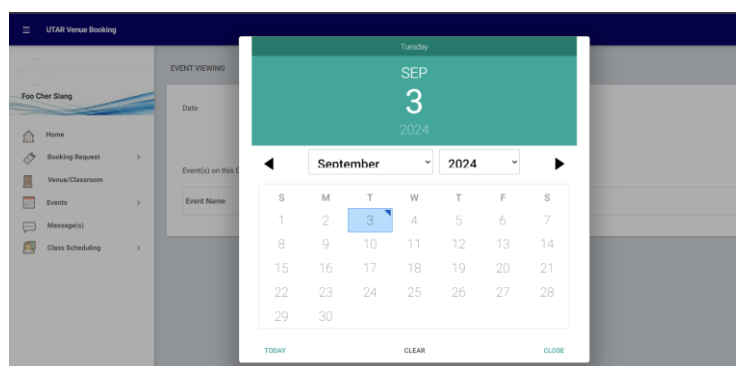 UTAR Venue Booking
Foo Cher Siang
Home
Booking Request
Venue/Classroom
Events
Message(s)
Class Scheduling
EVENT VIEWING
Date
Event(s) on this D
Event Name
Tuesday
SEP
3
2024
September 2024
S M T W T F S
1 2 3 4 5 6 7
8 9 10 11 12 13 14
15 16 17 18 19 20 21
22 23 24 25 26 27 28
29 30
TODAY CLEAR CLOSE